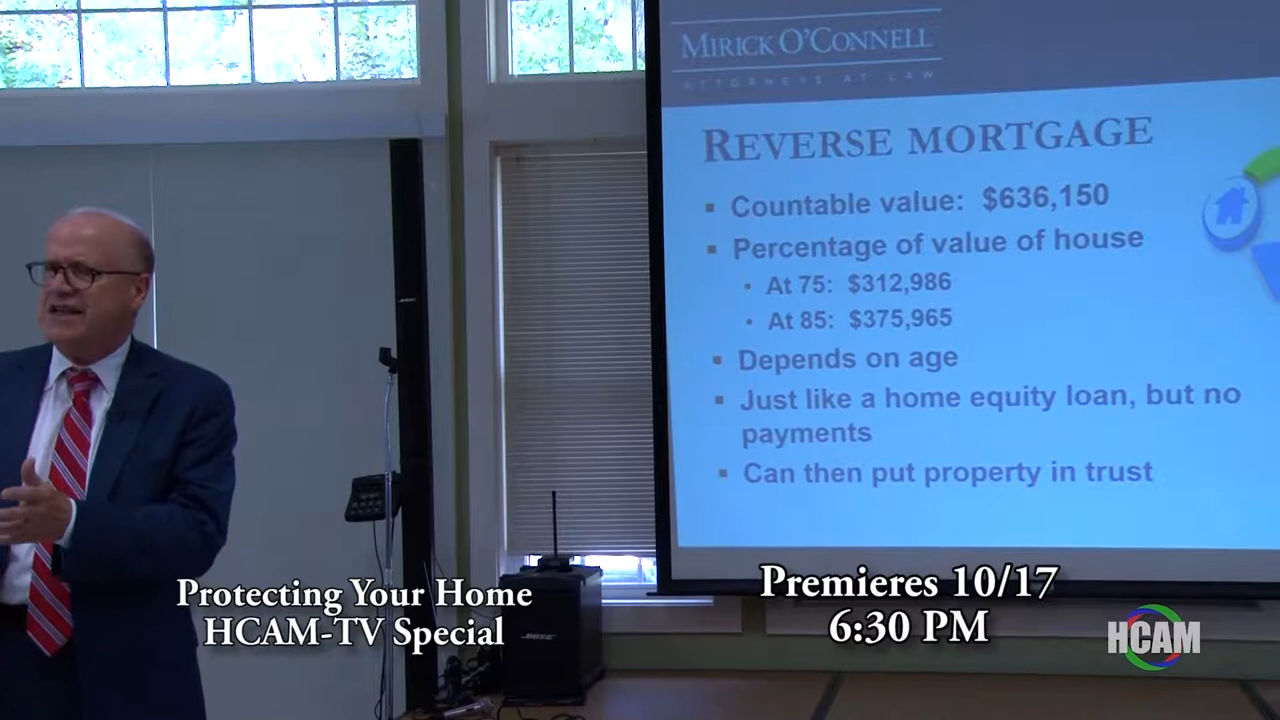 MIRICK O'CONNELL
ATTORNEYS AT LAW
REVERSE MORTGAGE
Countable value: $636,150
Percentage of value of house
At 75: $312,986
At 85: $375,965
Depends on age
Just like a home equity loan, but no
payments
Can then put property in trust
BOSE
Protecting Your Home
HCAM-TV Special
Premieres 10/17
6:30 PM
HCAM